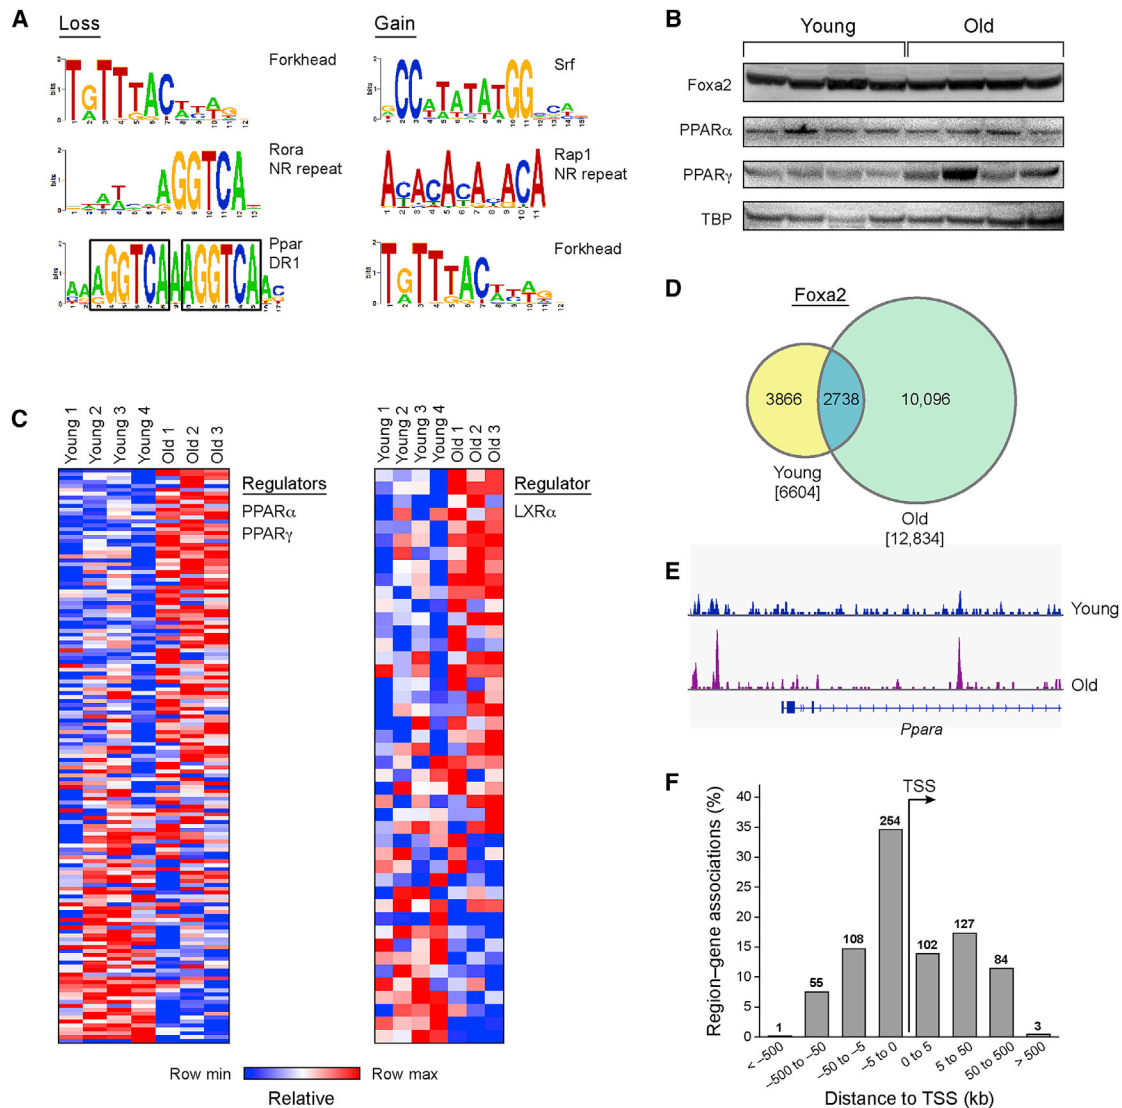 A
Loss
Gain
Forkhead
Srf
Rora
NR repeat
Rap1
NR repeat
Ppar
DR1
Forkhead
bits
B
Young
Old
Foxa2
PPARα
PPARγ
TBP
C
Young 1
Young 2
Young 3
Young 4
Old 1
Old 2
Old 3
Regulators
PPARα
PPARγ
Young 1
Young 2
Young 3
Young 4
Old 1
Old 2
Old 3
Regulator
LXRα
Row min
Row max
Relative
D
Foxa2
3866
2738
10,096
Young
[6604]
Old
[12,834]
E
Young
Old
Ppara
F
TSS
Region–gene associations (%)
40
35
30
25
20
15
10
5
0
1
55
108
254
102
127
84
3
< –500
–500 to –50
–50 to –5
–5 to 0
0 to 5
5 to 50
50 to 500
> 500
Distance to TSS (kb)